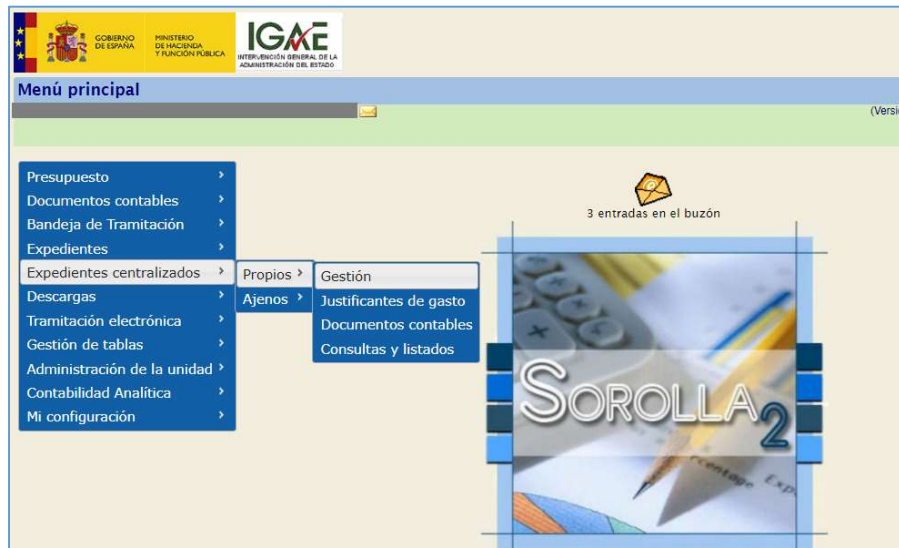 GOBIERNO
DE ESPAÑA
MINISTERIO
DE HACIENDA
Y FUNCIÓN PÚBLICA
IGAE
INTERVENCIÓN GENERAL DE LA
ADMINISTRACIÓN DEL ESTADO
Menú principal
(Versi
3 entradas en el buzón
Presupuesto
Documentos contables
Bandeja de Tramitación
Expedientes
Expedientes centralizados
Descargas
Tramitación electrónica
Gestión de tablas
Administración de la unidad
Contabilidad Analítica
Mi configuración
Propios
Ajenos
Gestión
Justificantes de gasto
Documentos contables
Consultas y listados
SOROLLA2
Percentage